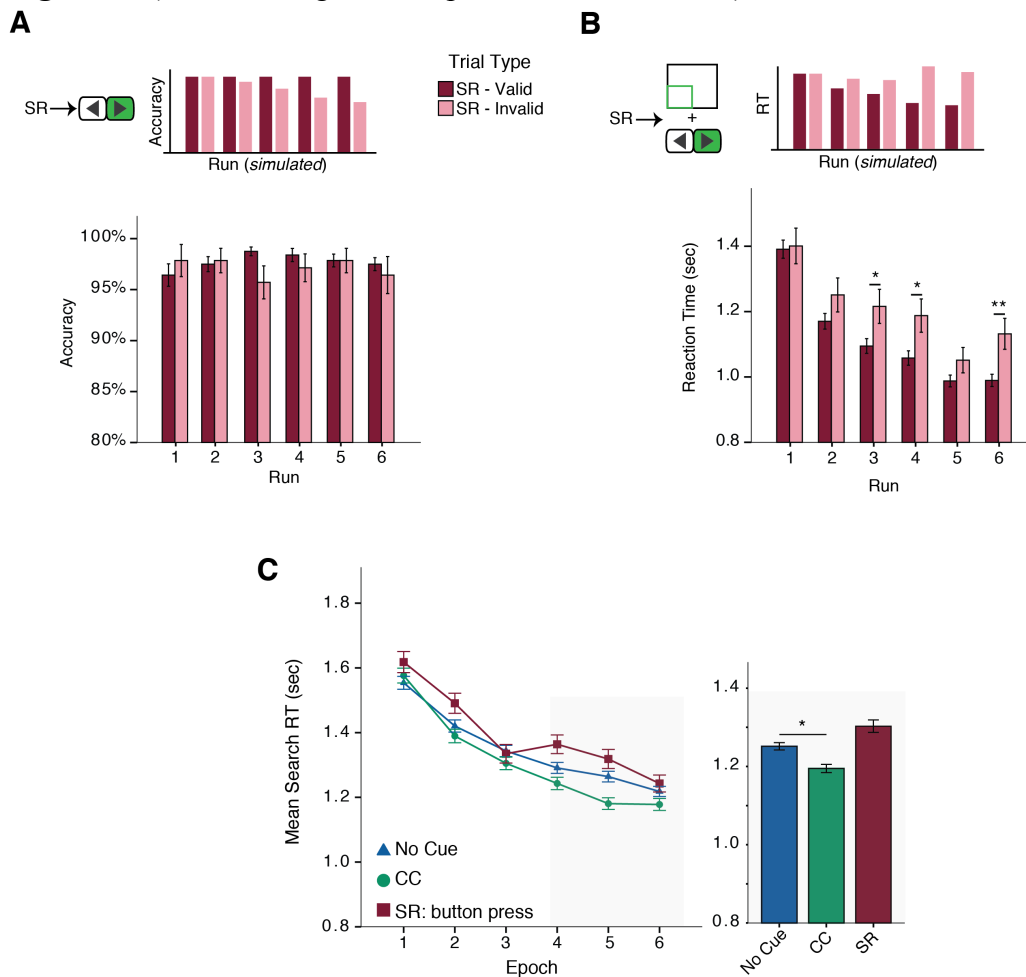 A
SR
Accuracy
Run (simulated)
Trial Type
SR - Valid
SR - Invalid
100%
95%
90%
85%
80%
Accuracy
1 2 3 4 5 6
Run
B
SR
+
RT
Run (simulated)
1.4
1.2
1.0
0.8
Reaction Time (sec)
* * **
1 2 3 4 5 6
Run
C
1.8
1.6
1.4
1.2
1.0
0.8
Mean Search RT (sec)
No Cue
CC
SR: button press
1 2 3 4 5 6
Epoch
1.4
1.2
1.0
0.8
*
No Cue
CC
SR